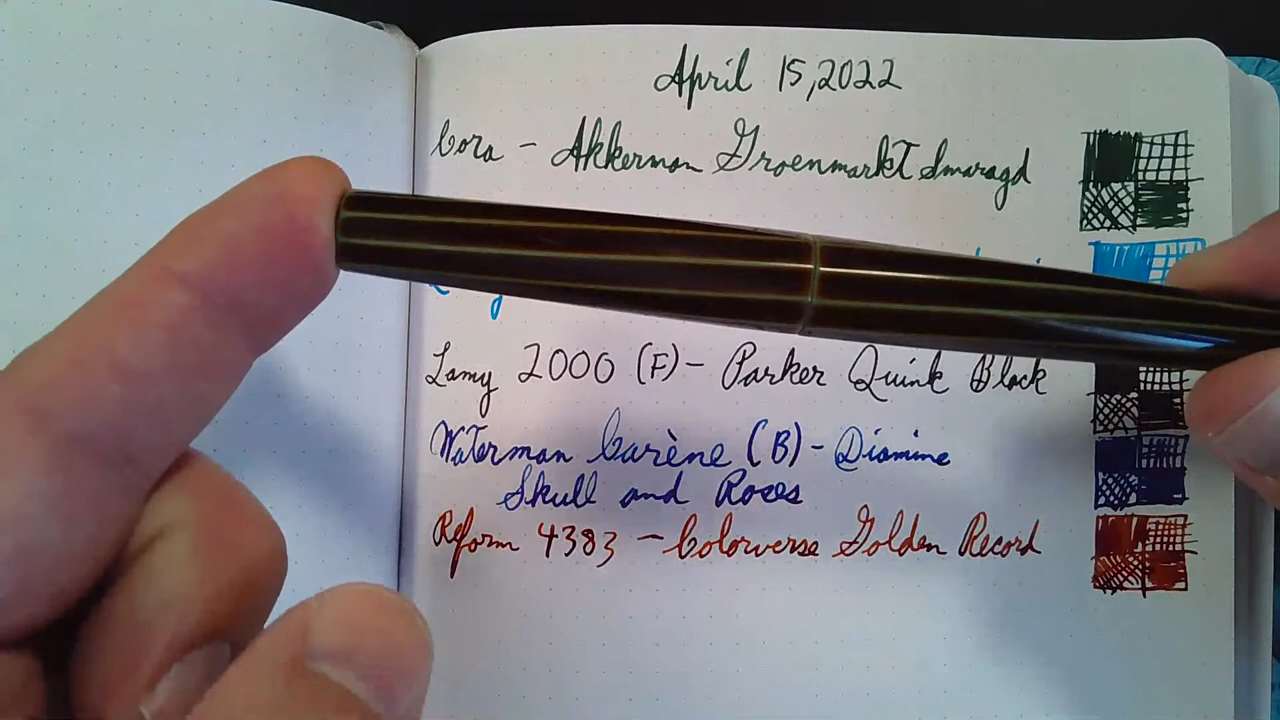 April 15, 2022
Cora - Akkerman Groenmarkt Smaragd
Lamy 2000 (F) - Parker Quink Black
Waterman Carène (B) - Diamine
Skull and Roses
Reform 4383 - Colorverse Golden Record